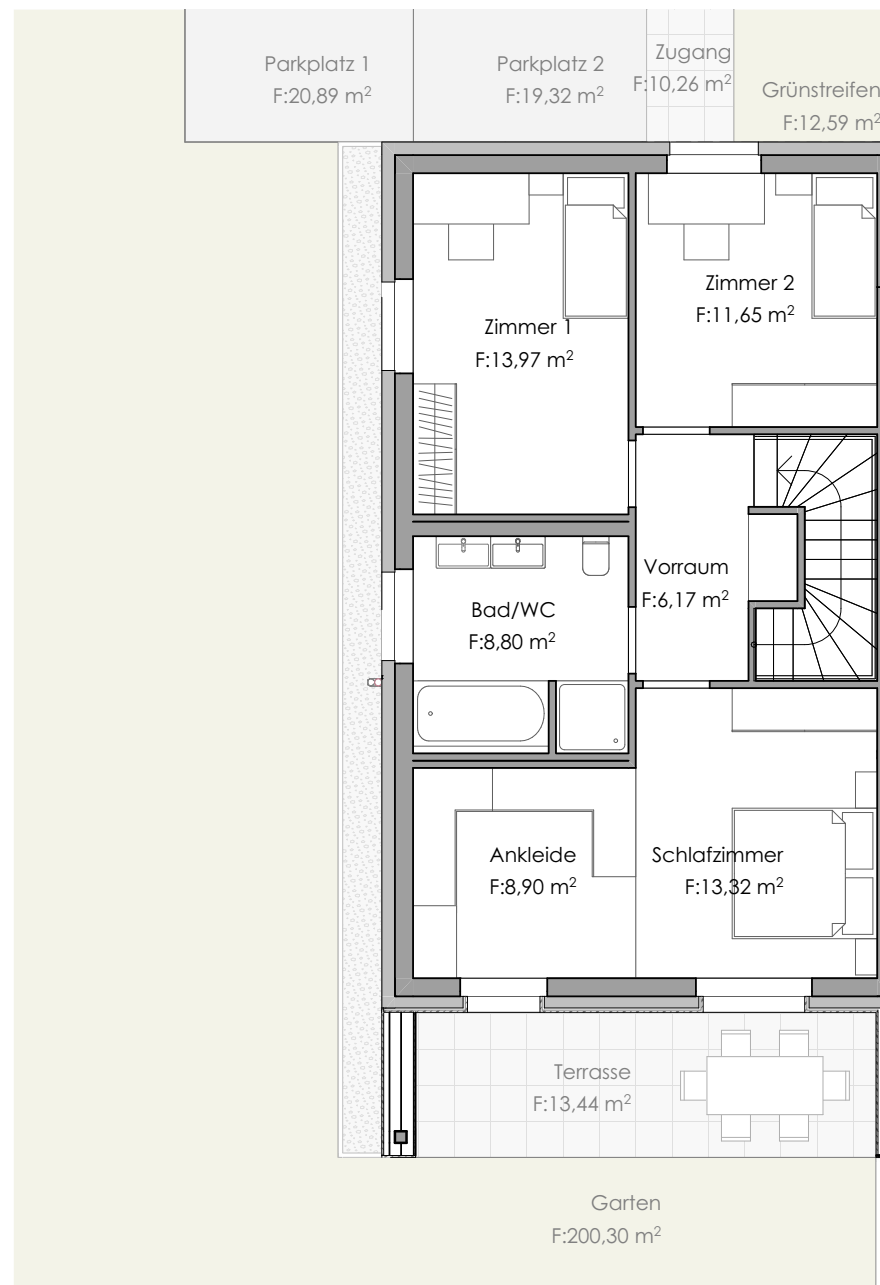 Parkplatz 1
F:20,89 m²
Parkplatz 2
F:19,32 m²
Zugang
F:10,26 m²
Grünstreifen
F:12,59 m²
Zimmer 1
F:13,97 m²
Zimmer 2
F:11,65 m²
Vorraum
F:6,17 m²
Bad/WC
F:8,80 m²
Ankleide
F:8,90 m²
Schlafzimmer
F:13,32 m²
Terrasse
F:13,44 m²
Garten
F:200,30 m²